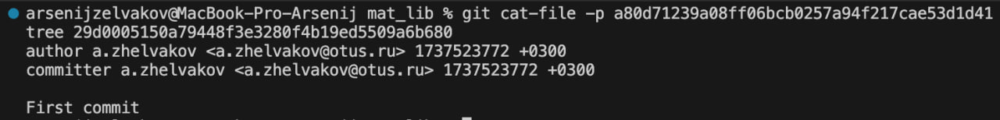 arsenijzelvakov@MacBook-Pro-Arsenij mat_lib % git cat-file -p a80d71239a08ff06bcb0257a94f217cae53d1d41
tree 29d0005150a79448f3e3280f4b19ed5509a6b680
author a.zhelvakov <a.zhelvakov@otus.ru> 1737523772 +0300
committer a.zhelvakov <a.zhelvakov@otus.ru> 1737523772 +0300
First commit